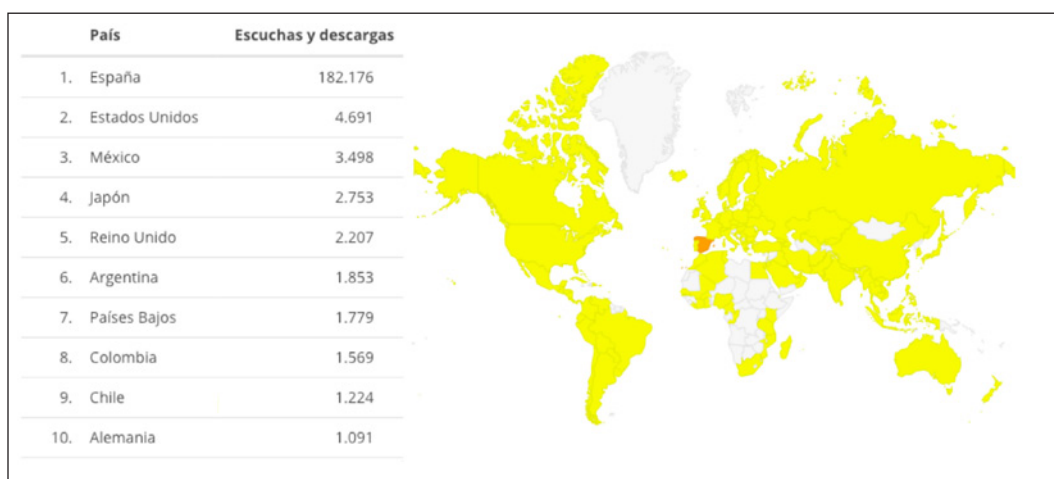 País Escuchas y descargas
1. España 182.176
2. Estados Unidos 4.691
3. México 3.498
4. Japón 2.753
5. Reino Unido 2.207
6. Argentina 1.853
7. Países Bajos 1.779
8. Colombia 1.569
9. Chile 1.224
10. Alemania 1.091